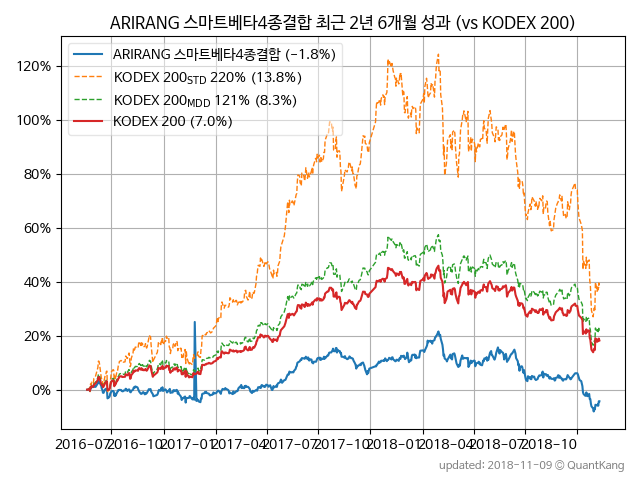 ARIRANG 스마트베타4종결합 최근 2년 6개월 성과 (vs KODEX 200)
ARIRANG 스마트베타4종결합 (-1.8%)
KODEX 200STD 220% (13.8%)
KODEX 200MDD 121% (8.3%)
KODEX 200 (7.0%)
120%
100%
80%
60%
40%
20%
0%
2016-07 2016-10 2017-01 2017-04 2017-07 2017-10 2018-01 2018-04 2018-07 2018-10
updated: 2018-11-09 © QuantKang